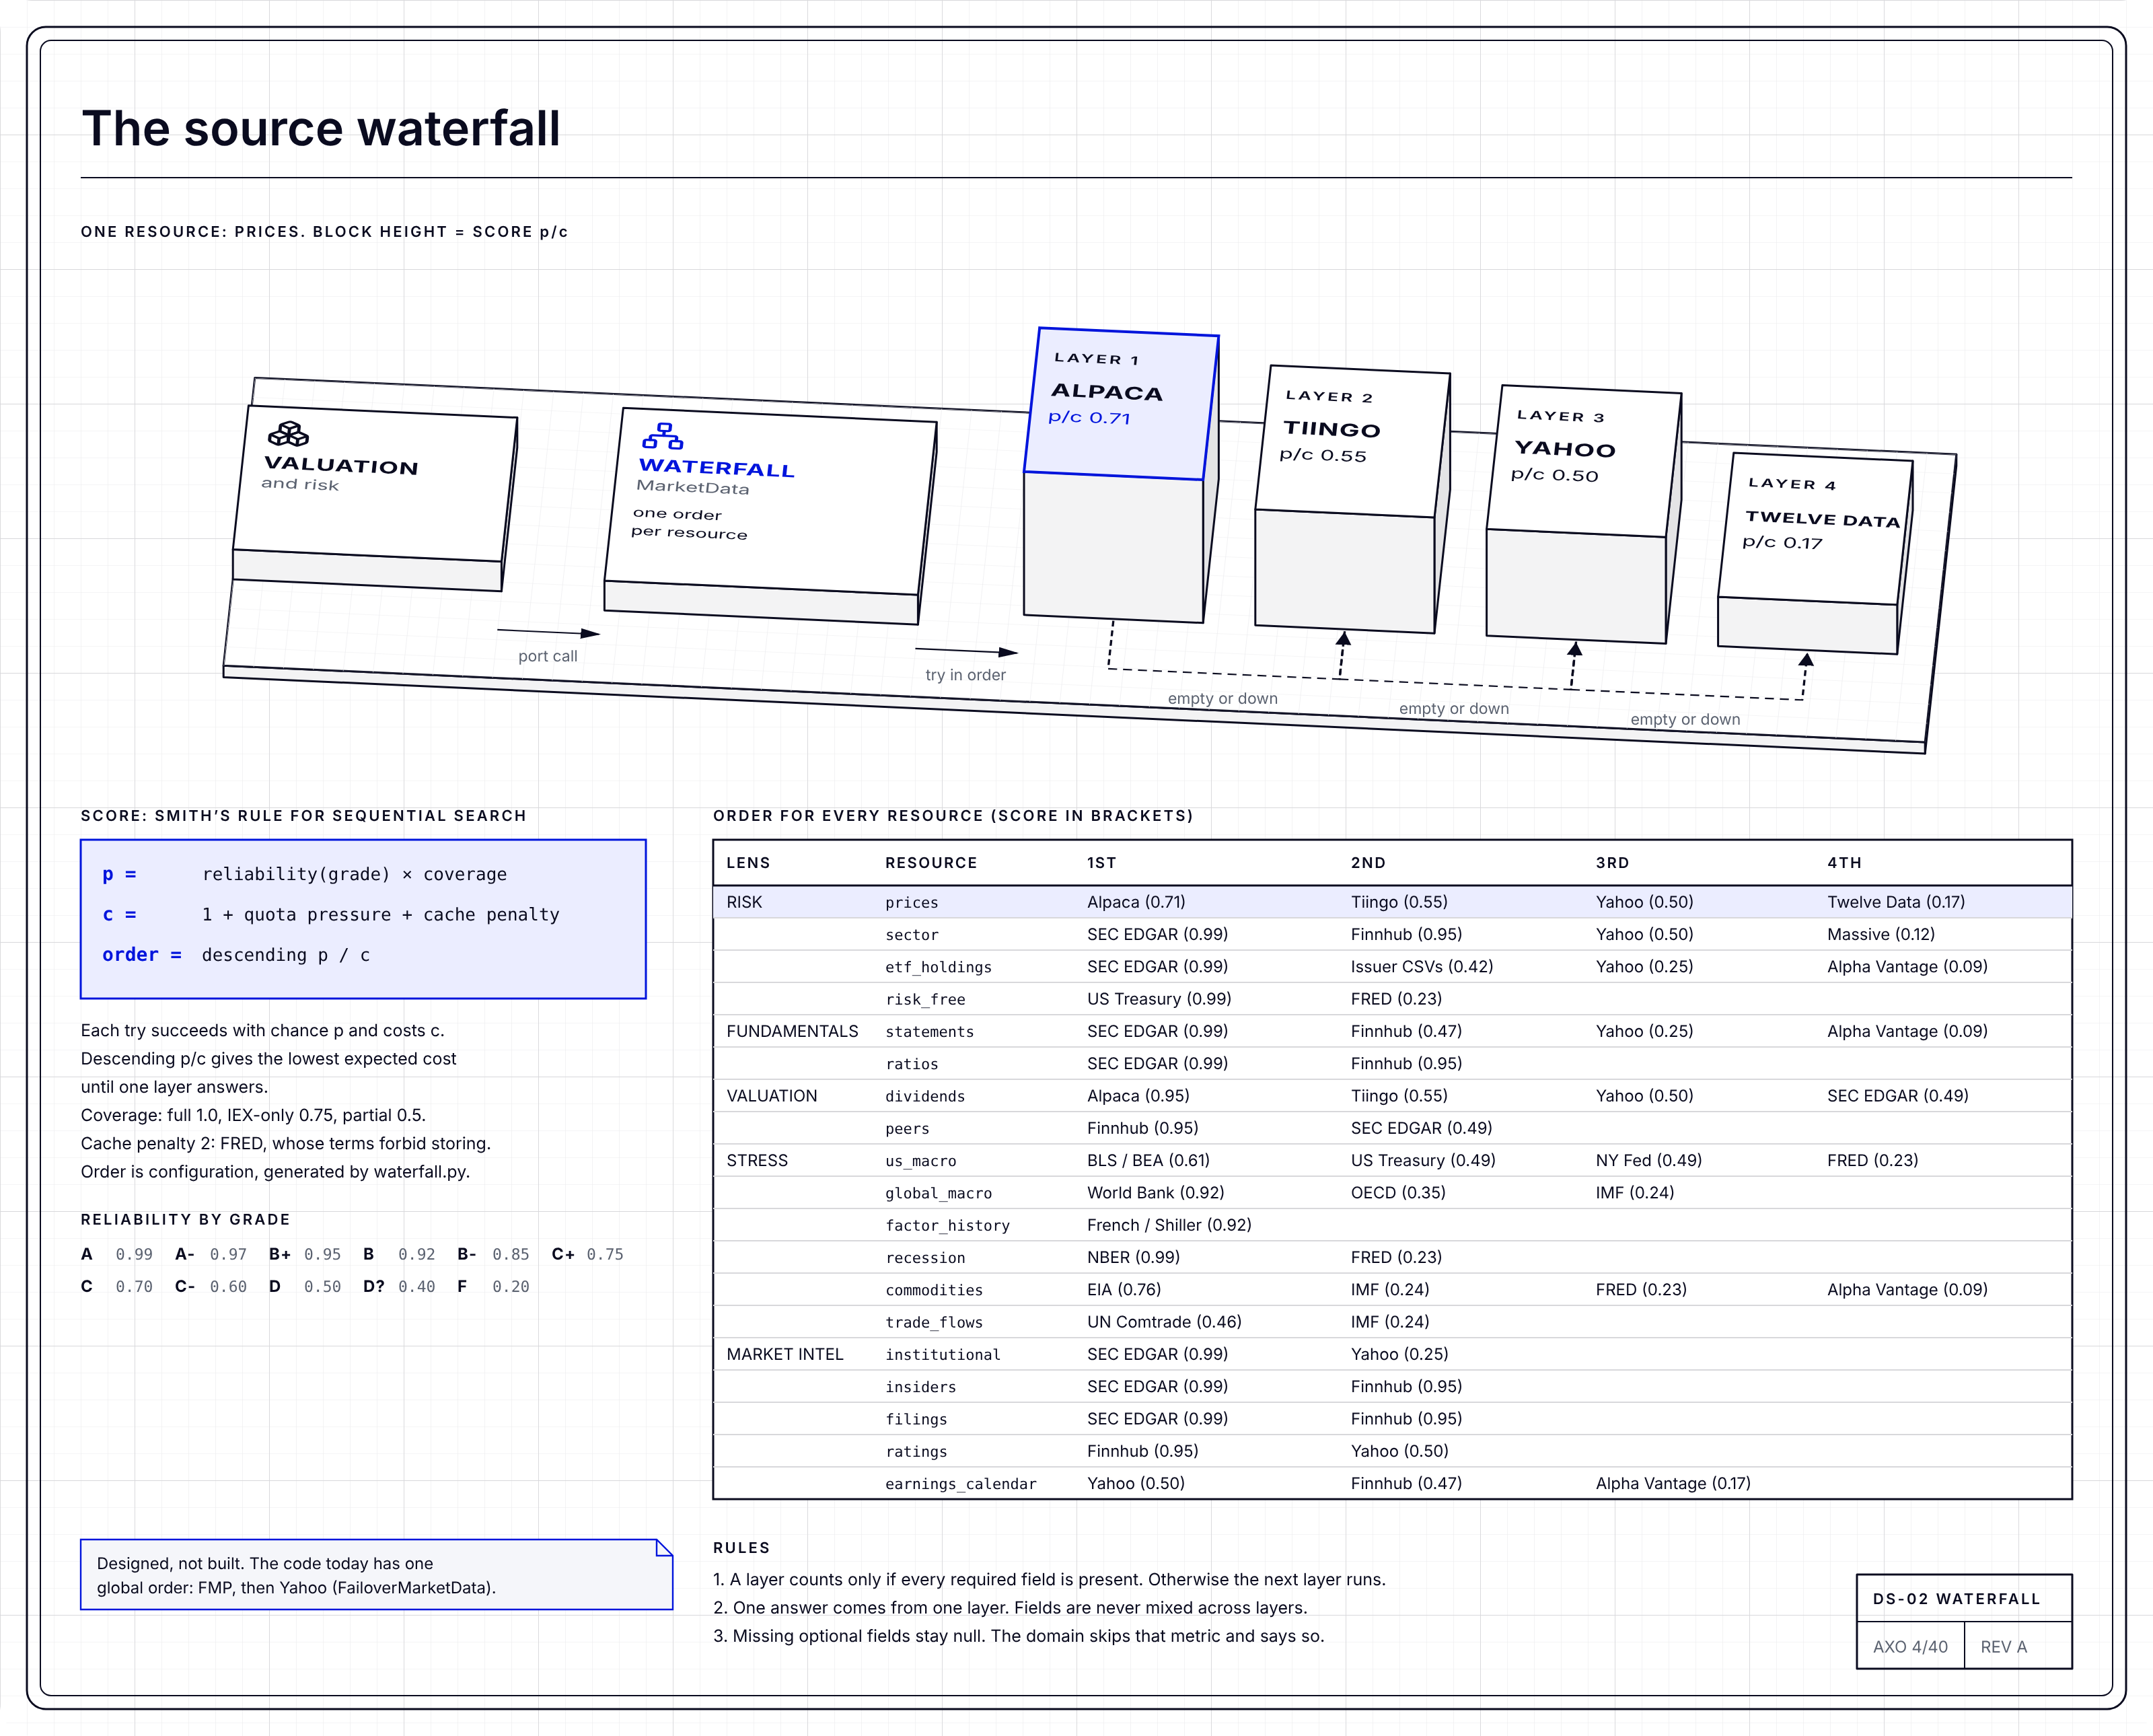 The source waterfall
ONE RESOURCE: PRICES. BLOCK HEIGHT = SCORE p/c
VALUATION
and risk
WATERFALL
MarketData
one order
per resource
LAYER 1
ALPACA
p/c 0.71
LAYER 2
TIINGO
p/c 0.55
LAYER 3
YAHOO
p/c 0.50
LAYER 4
TWELVE DATA
p/c 0.17
port call
try in order
empty or down
empty or down
empty or down
SCORE: SMITH’S RULE FOR SEQUENTIAL SEARCH
p = reliability(grade) × coverage
c = 1 + quota pressure + cache penalty
order = descending p / c
Each try succeeds with chance p and costs c.
Descending p/c gives the lowest expected cost
until one layer answers.
Coverage: full 1.0, IEX-only 0.75, partial 0.5.
Cache penalty 2: FRED, whose terms forbid storing.
Order is configuration, generated by waterfall.py.
RELIABILITY BY GRADE
A 0.99 A- 0.97 B+ 0.95 B 0.92 B- 0.85 C+ 0.75
C 0.70 C- 0.60 D 0.50 D? 0.40 F 0.20
ORDER FOR EVERY RESOURCE (SCORE IN BRACKETS)
LENS RESOURCE 1ST 2ND 3RD 4TH
RISK prices Alpaca (0.71) Tiingo (0.55) Yahoo (0.50) Twelve Data (0.17)
sector SEC EDGAR (0.99) Finnhub (0.95) Yahoo (0.50) Massive (0.12)
etf_holdings SEC EDGAR (0.99) Issuer CSVs (0.42) Yahoo (0.25) Alpha Vantage (0.09)
risk_free US Treasury (0.99) FRED (0.23)
FUNDAMENTALS statements SEC EDGAR (0.99) Finnhub (0.47) Yahoo (0.25) Alpha Vantage (0.09)
ratios SEC EDGAR (0.99) Finnhub (0.95)
VALUATION dividends Alpaca (0.95) Tiingo (0.55) Yahoo (0.50) SEC EDGAR (0.49)
peers Finnhub (0.95) SEC EDGAR (0.49)
STRESS us_macro BLS / BEA (0.61) US Treasury (0.49) NY Fed (0.49) FRED (0.23)
global_macro World Bank (0.92) OECD (0.35) IMF (0.24)
factor_history French / Shiller (0.92)
recession NBER (0.99) FRED (0.23)
commodities EIA (0.76) IMF (0.24) FRED (0.23) Alpha Vantage (0.09)
trade_flows UN Comtrade (0.46) IMF (0.24)
MARKET INTEL institutional SEC EDGAR (0.99) Yahoo (0.25)
insiders SEC EDGAR (0.99) Finnhub (0.95)
filings SEC EDGAR (0.99) Finnhub (0.95)
ratings Finnhub (0.95) Yahoo (0.50)
earnings_calendar Yahoo (0.50) Finnhub (0.47) Alpha Vantage (0.17)
Designed, not built. The code today has one
global order: FMP, then Yahoo (FailoverMarketData).
RULES
1. A layer counts only if every required field is present. Otherwise the next layer runs.
2. One answer comes from one layer. Fields are never mixed across layers.
3. Missing optional fields stay null. The domain skips that metric and says so.
DS-02 WATERFALL
AXO 4/40 REV A